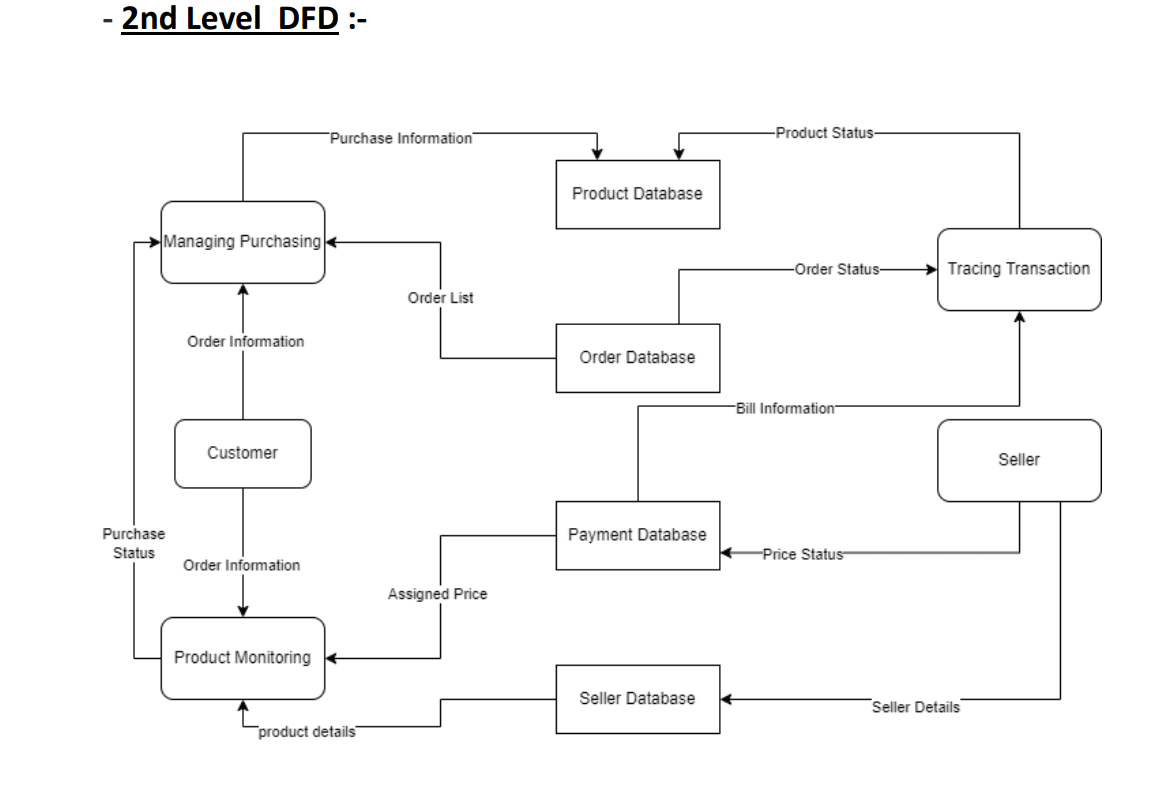 - 2nd Level DFD :-
Purchase Information
Product Status
Product Database
Managing Purchasing
Order Status
Tracing Transaction
Order List
Order Information
Order Database
Bill Information
Customer
Seller
Purchase
Status
Payment Database
Price Status
Order Information
Assigned Price
Product Monitoring
Seller Database
Seller Details
product details